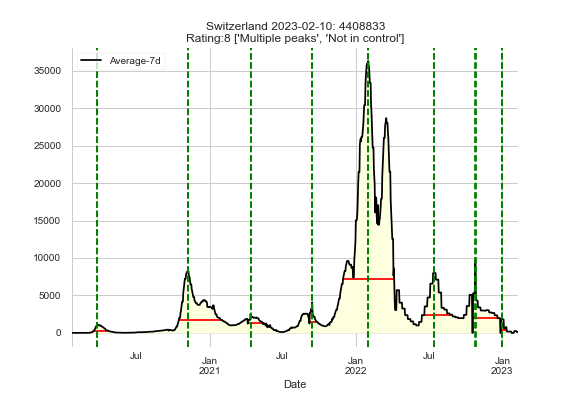 Switzerland 2023-02-10: 4408833
Rating:8 ['Multiple peaks', 'Not in control']
Average-7d
35000
30000
25000
20000
15000
10000
5000
0
Jul
Jan
2021
Jul
Jan
2022
Jul
Jan
2023
Date